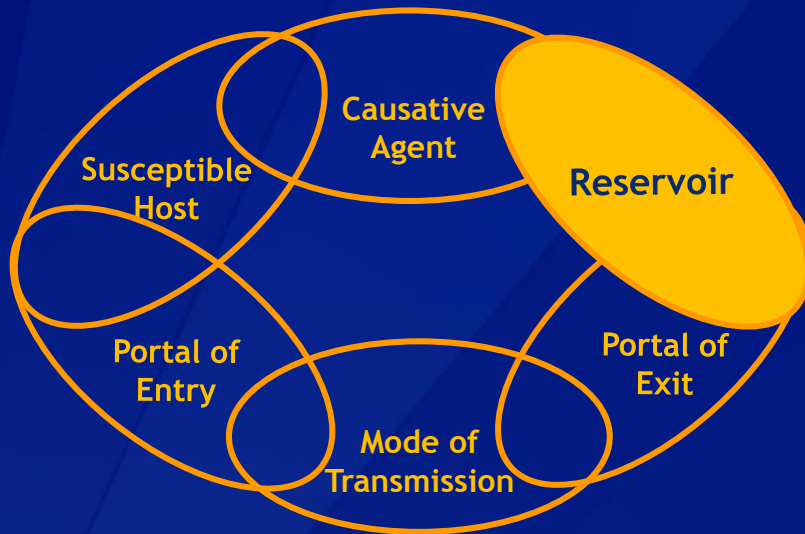 Causative
Agent
Reservoir
Susceptible
Host
Portal of
Exit
Portal of
Entry
Mode of
Transmission